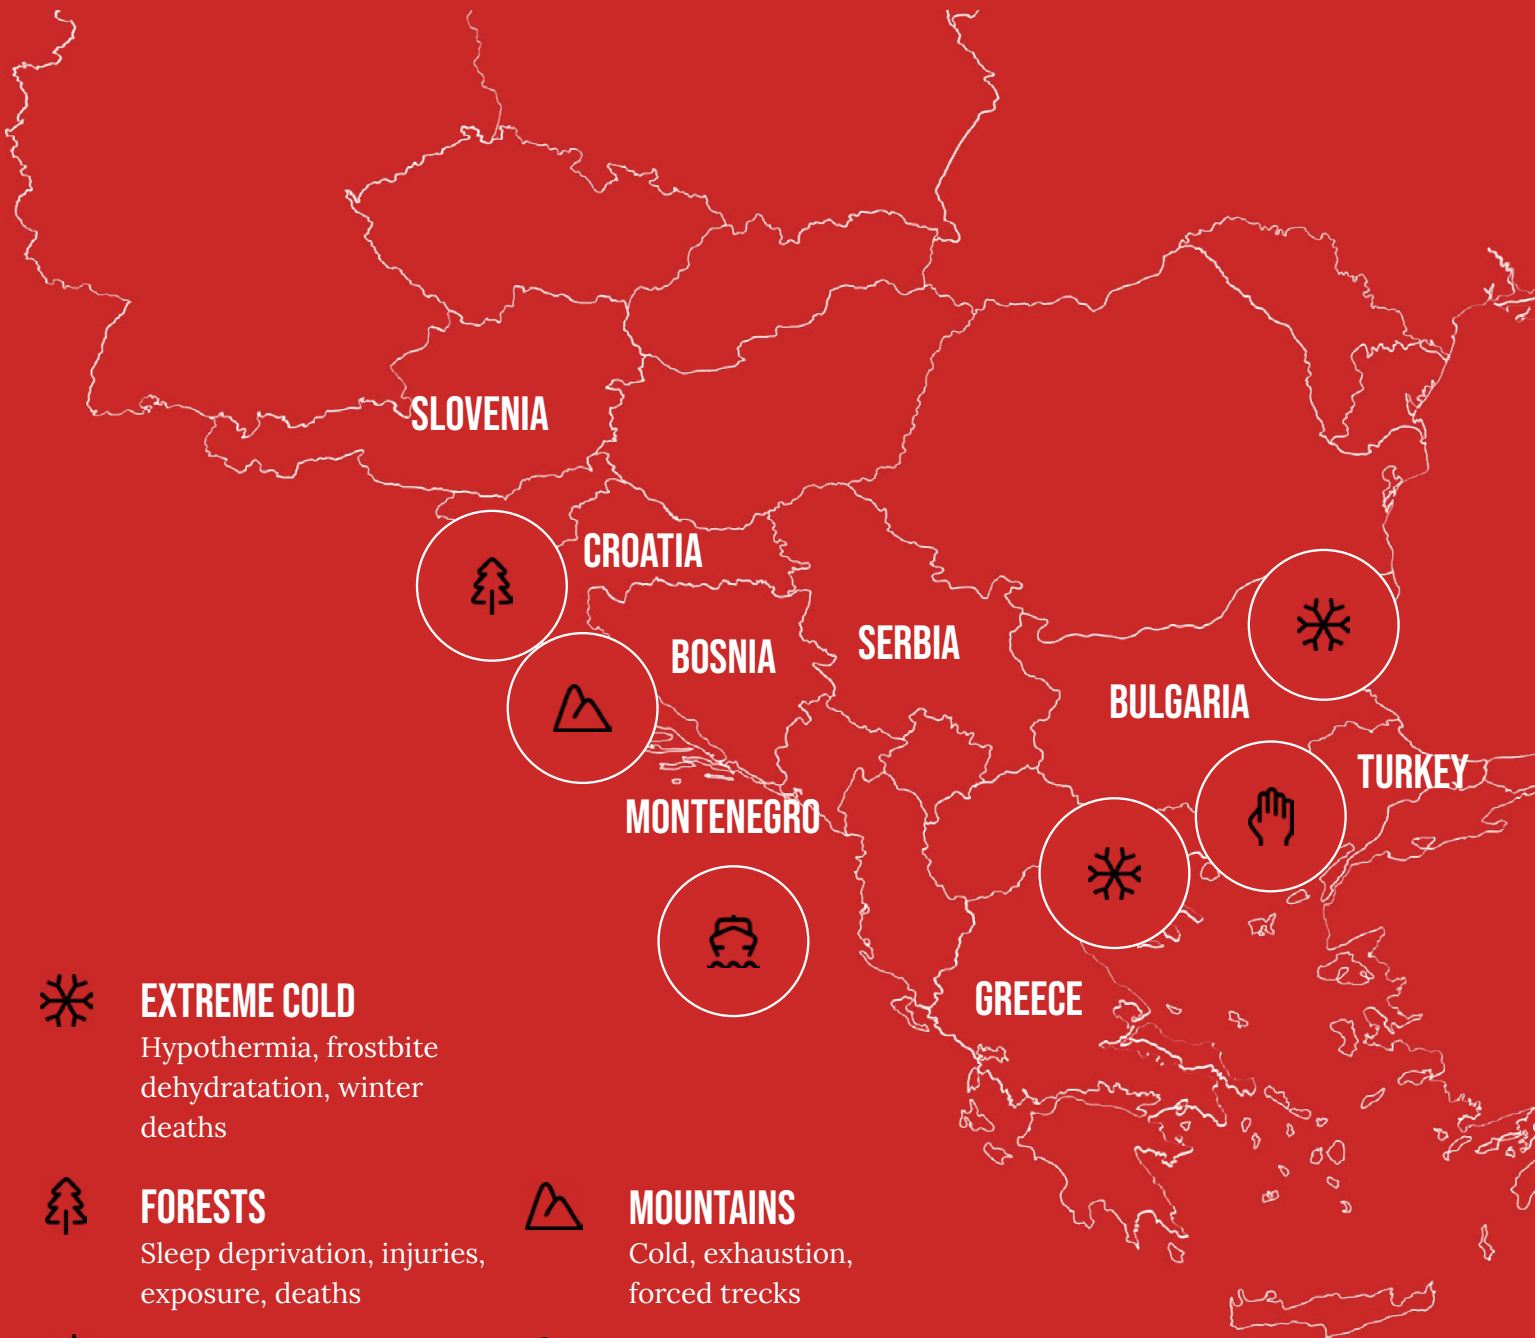 SLOVENIA
CROATIA
BOSNIA
SERBIA
BULGARIA
TURKEY
MONTENEGRO
GREECE
EXTREME COLD
Hypothermia, frostbite
dehydratation, winter
deaths
FORESTS
Sleep deprivation, injuries,
exposure, deaths
MOUNTAINS
Cold, exhaustion,
forced trecks